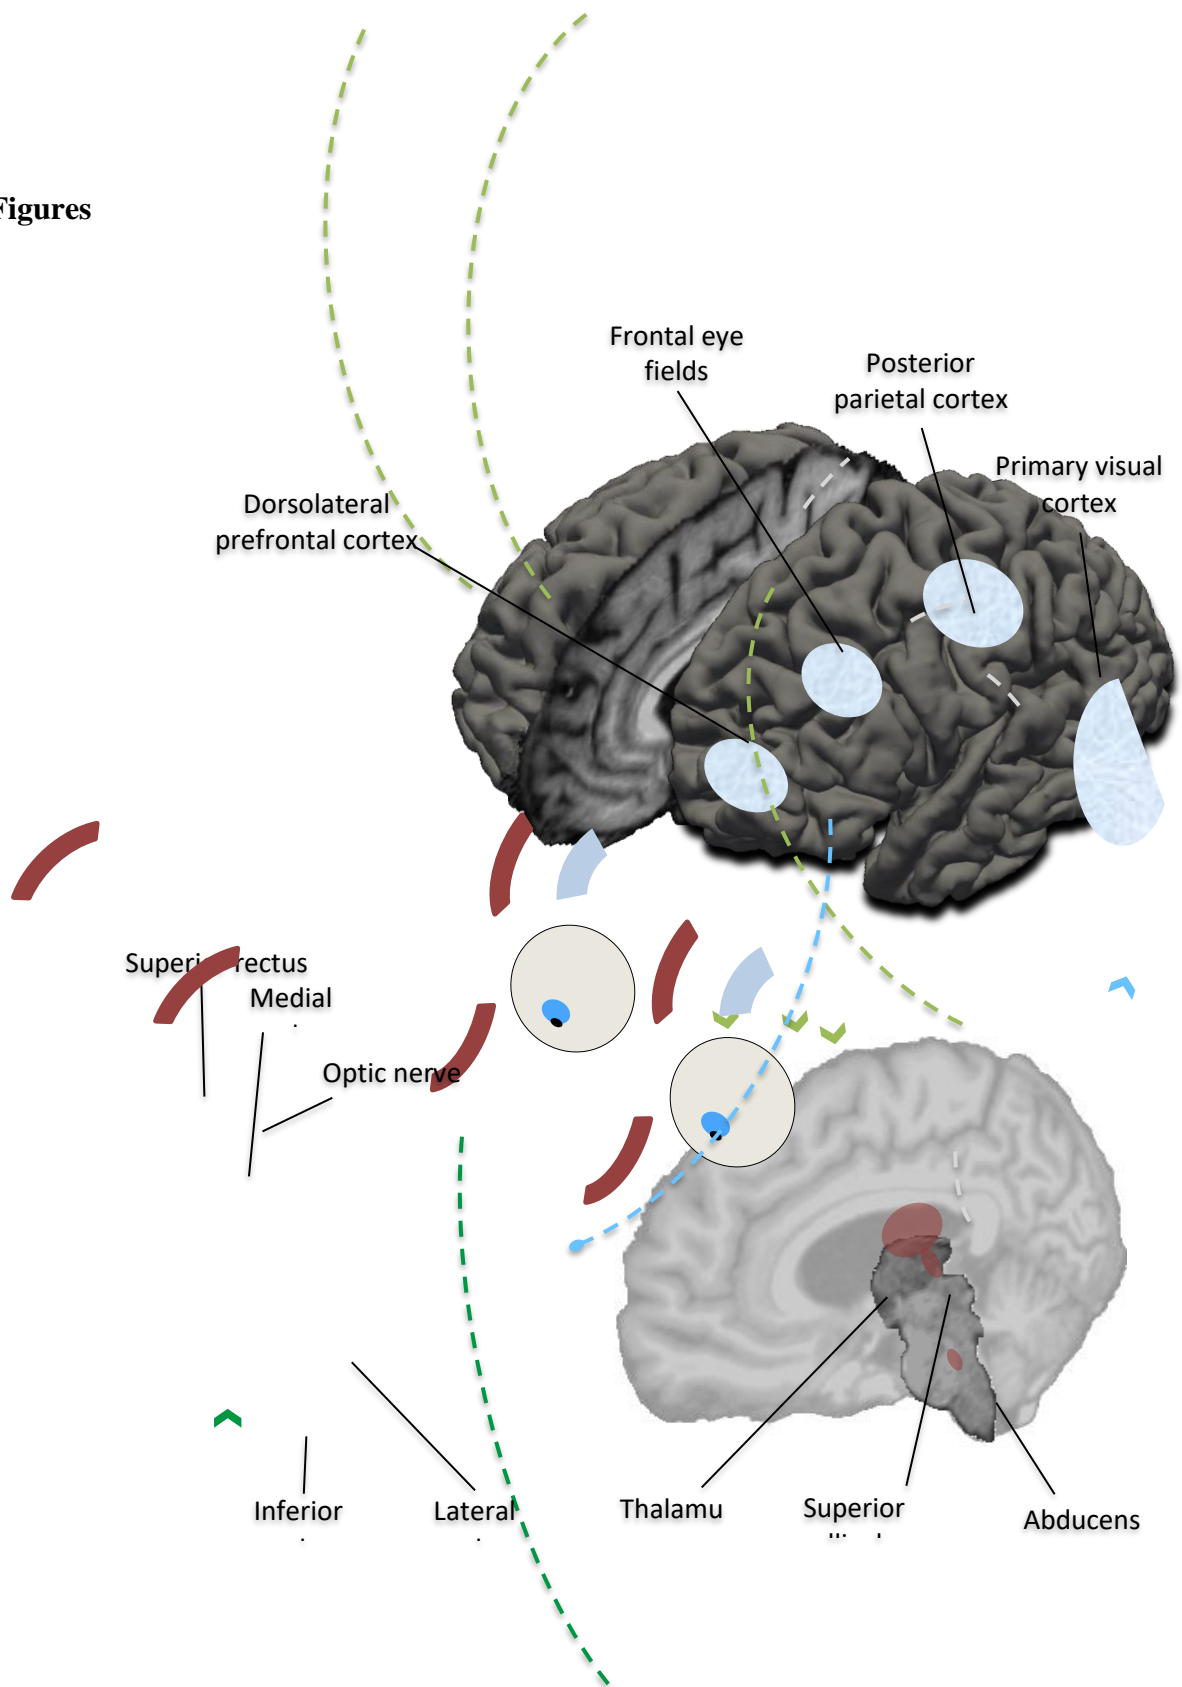 Figures
Frontal eye
fields
Posterior
parietal cortex
Primary visual
cortex
Dorsolateral
prefrontal cortex
Superior rectus
Medial
Optic nerve
Inferior
Lateral
Thalamu
Superior
Abducens